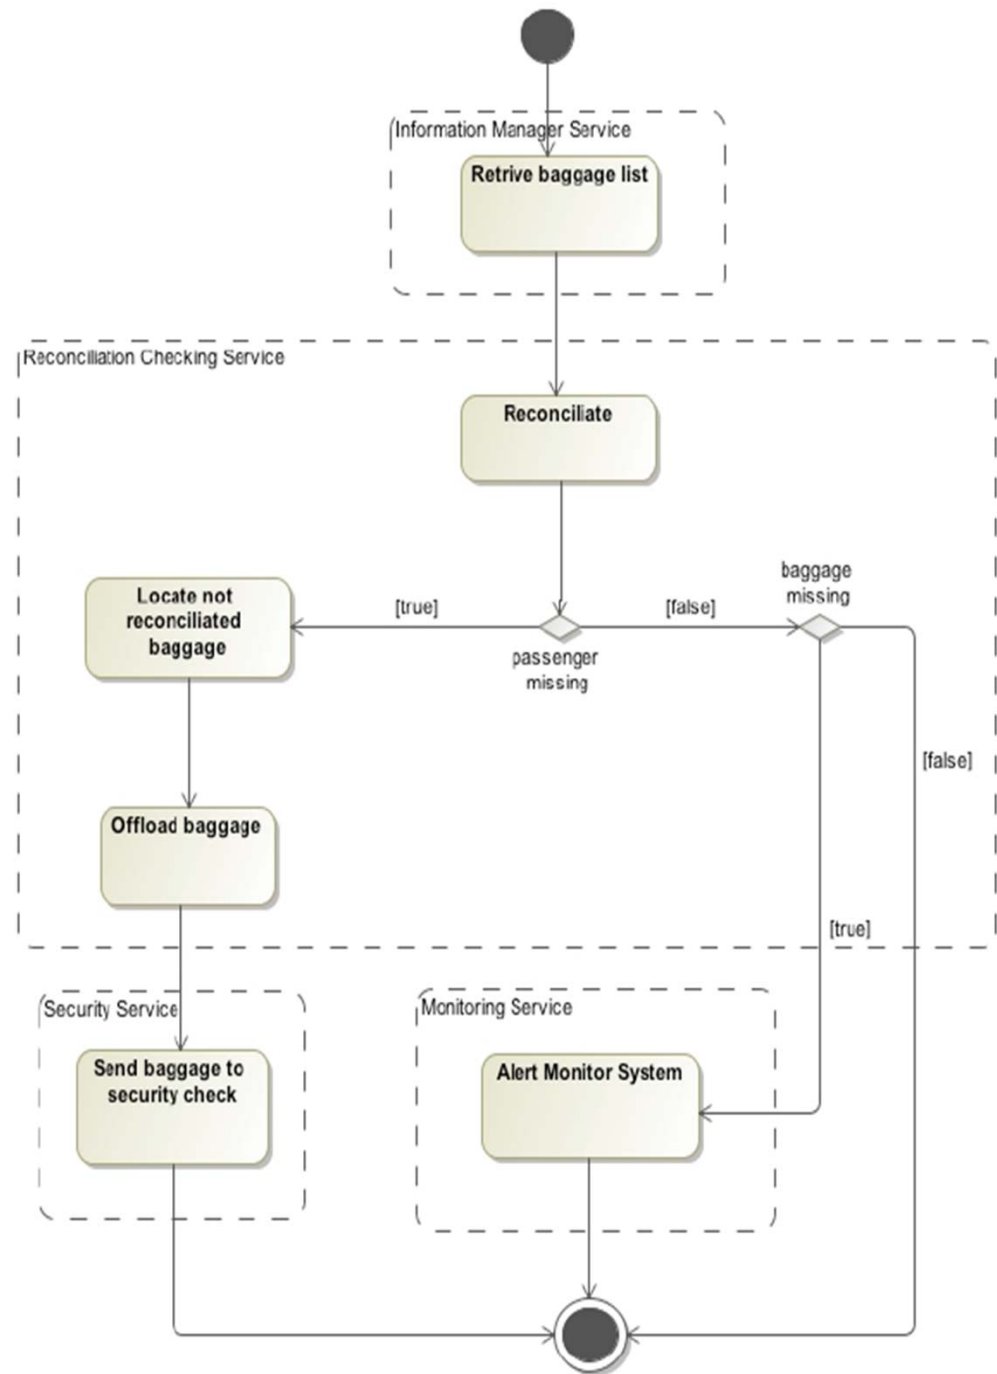 Information Manager Service
Retrive baggage list
Reconciliation Checking Service
Reconciliate
baggage
missing
Locate not
reconciliated
baggage
[true]
[false]
passenger
missing
[false]
Offload baggage
[true]
Security Service
Monitoring Service
Send baggage to
security check
Alert Monitor System